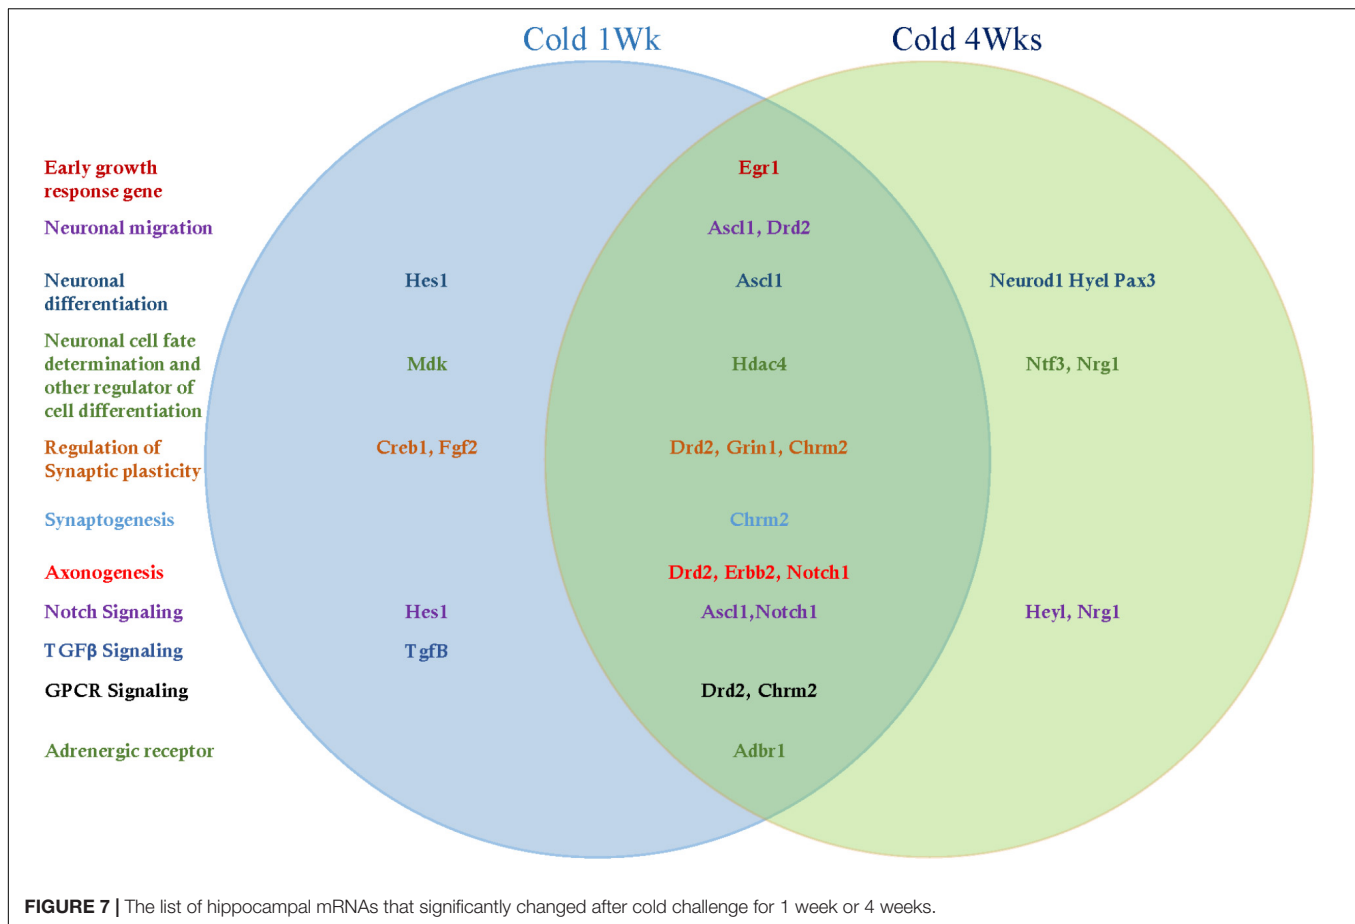 Cold 1Wk Cold 4Wks
Early growth
response gene
Egr1
Neuronal migration
Ascl1, Drd2
Neuronal
differentiation
Hes1
Ascl1
Neurod1 Hyel Pax3
Neuronal cell fate
determination and
other regulator of
cell differentiation
Mdk
Hdac4
Ntf3, Nrg1
Regulation of
Synaptic plasticity
Creb1, Fgf2
Drd2, Grin1, Chrm2
Synaptogenesis
Chrm2
Axonogenesis
Drd2, Erbb2, Notch1
Notch Signaling
Hes1
Ascl1,Notch1
Heyl, Nrg1
TGFβ Signaling
TgfB
GPCR Signaling
Drd2, Chrm2
Adrenergic receptor
Adbr1
FIGURE 7 | The list of hippocampal mRNAs that significantly changed after cold challenge for 1 week or 4 weeks.